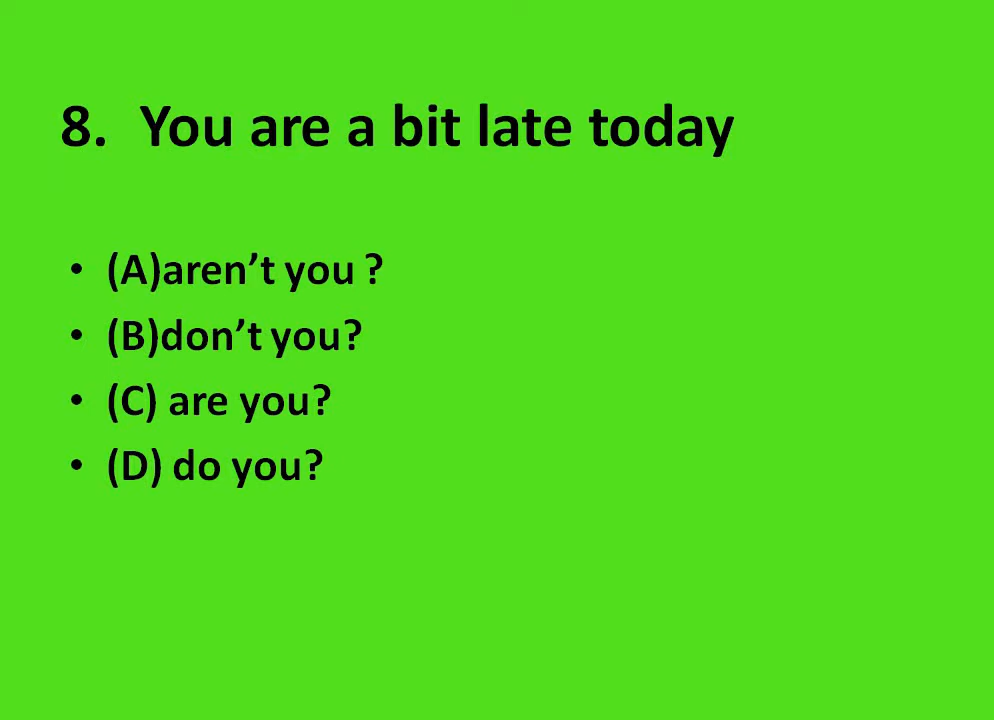 8. You are a bit late today
• (A)aren’t you ?
• (B)don’t you?
• (C) are you?
• (D) do you?